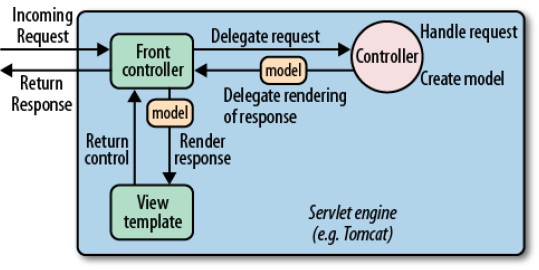 Incoming
Request
Return
Response
Front
controller
Delegate request
model
Delegate rendering
of response
Controller
Handle request
Create model
model
Return
control
Render
response
View
template
Servlet engine
(e.g. Tomcat)